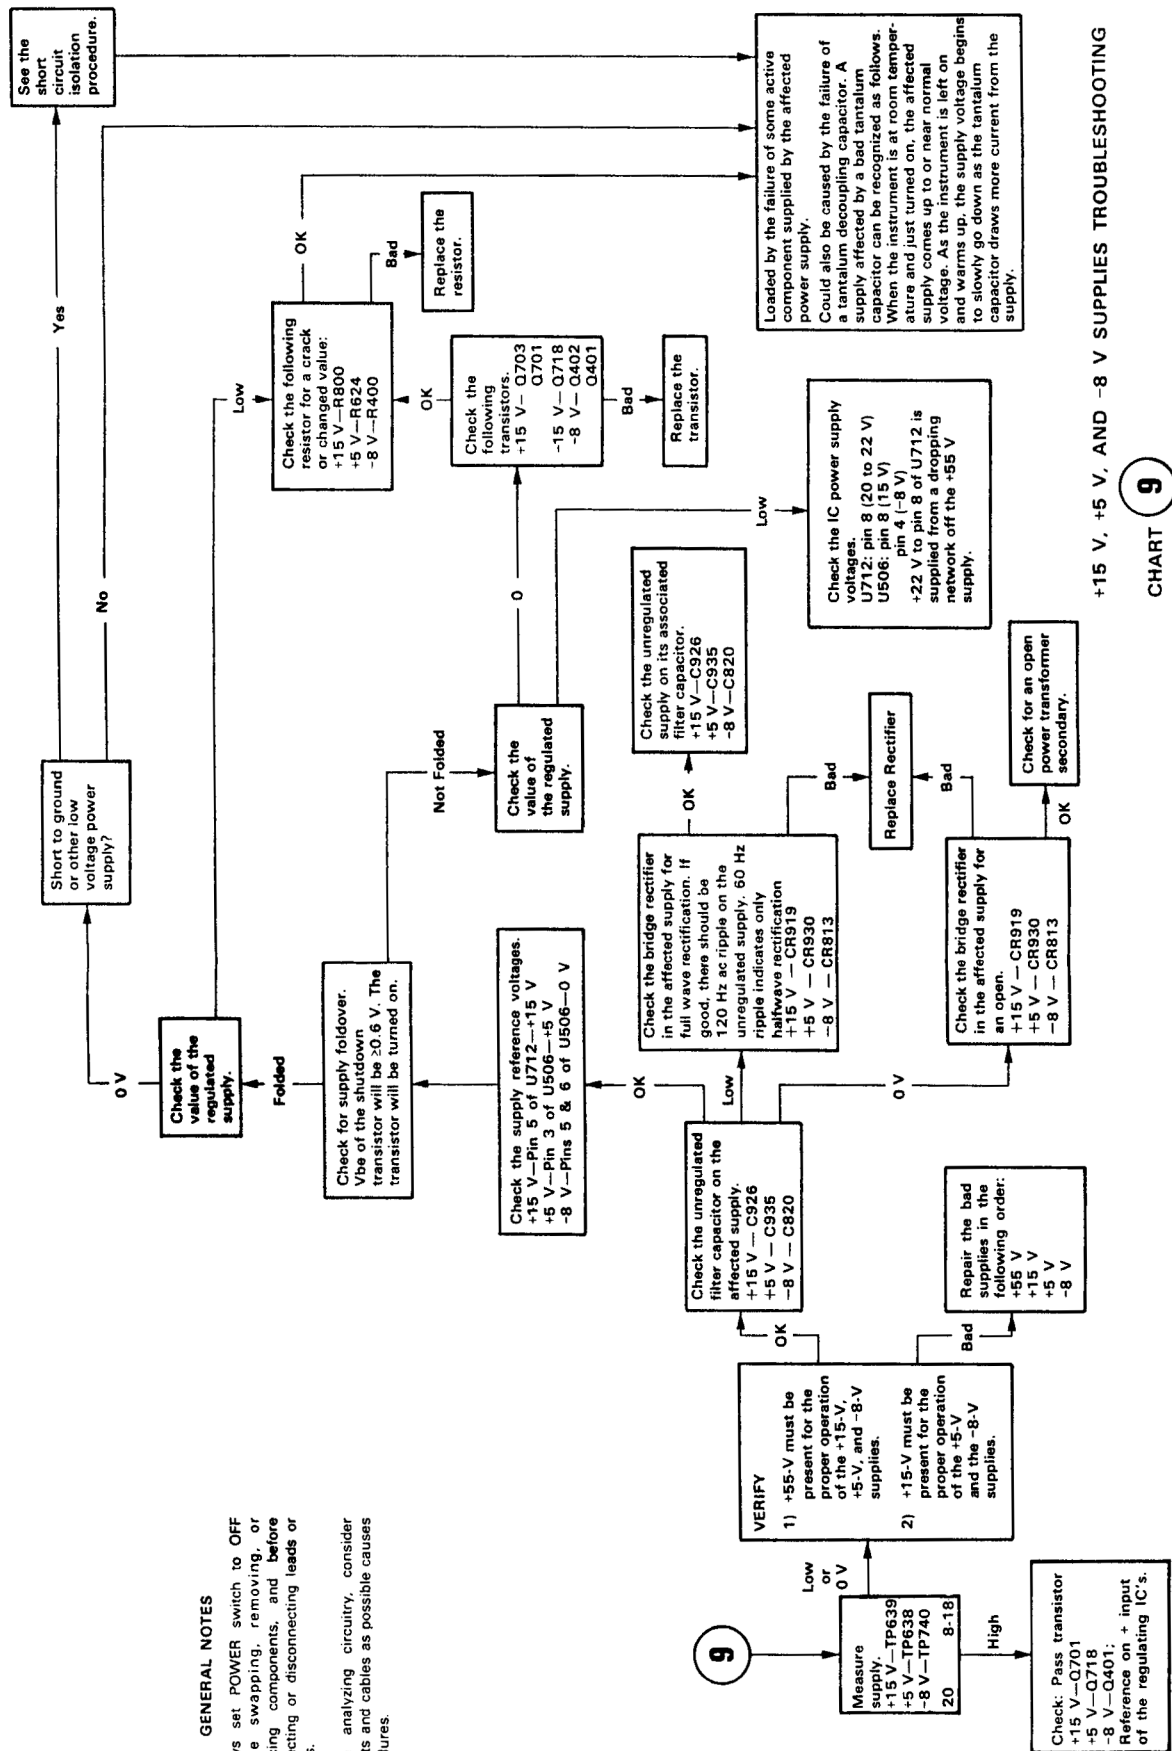 GENERAL NOTES
set POWER switch to OFF
swapping, removing, or
components, and before
or disconnecting leads or
analyzing circuitry, consider
and cables as possible causes
9
Measure
supply.
+15 V—TP639
+5 V—TP638
-8 V—TP740
20 8-18
High
Check: Pass transistor
+15 V—Q701
+5 V—Q718
-8 V—Q401;
Reference on + input
of the regulating IC's.
Low
or
0 V
VERIFY
1) +55-V must be
present for the
proper operation
of the +15-V,
+5-V, and -8-V
supplies.
2) +15-V must be
present for the
proper operation
of the +5-V
and the -8-V
supplies.
OK
Bad
Repair the bad
supplies in the
following order:
+55 V
+15 V
+5 V
-8 V
Check the unregulated
filter capacitor on the
affected supply.
+15 V — C926
+5 V — C935
-8 V — C820
OK
Low
0 V
Check the supply reference voltages.
+15 V—Pin 5 of U712—+15 V
+5 V—Pin 3 of U506—+5 V
-8 V—Pins 5 & 6 of U506—0 V
Check for supply foldover.
Vbe of the shutdown
transistor will be ≥0.6 V. The
transistor will be turned on.
Folded
Not Folded
Check the
value of the
regulated
supply.
0 V
Low
Short to ground
or other low
voltage power
supply?
Yes
No
See the
short
circuit
isolation
procedure.
Check the
value of
the regulated
supply.
0
Low
Check the following
resistor for a crack
or changed value:
+15 V—R800
+5 V—R624
-8 V—R400
OK
Bad
Replace the
resistor.
Check the
following
transistors.
+15 V— Q703
Q701
-15 V—Q718
-8 V— Q402
Q401
OK
Bad
Replace the
transistor.
Check the bridge rectifier
in the affected supply for
full wave rectification. If
good, there should be
120 Hz ac ripple on the
unregulated supply. 60 Hz
ripple indicates only
halfwave rectification
+15 V — CR919
+5 V — CR930
-8 V — CR813
OK
Bad
Check the unregulated
supply on its associated
filter capacitor.
+15 V—C926
+5 V—C935
-8 V—C820
Replace Rectifier
Check the bridge rectifier
in the affected supply for
an open.
+15 V — CR919
+5 V — CR930
-8 V — CR813
Bad
OK
Check for an open
power transformer
secondary.
Check the IC power supply
voltages.
U712: pin 8 (20 to 22 V)
U506: pin 8 (15 V)
pin 4 (-8 V)
+22 V to pin 8 of U712 is
supplied from a dropping
network off the +55 V
supply.
Loaded by the failure of some active
component supplied by the affected
power supply.
Could also be caused by the failure of
a tantalum decoupling capacitor. A
supply affected by a bad tantalum
capacitor can be recognized as follows.
When the instrument is at room temper-
ature and just turned on, the affected
supply comes up to or near normal
voltage. As the instrument is left on
and warms up, the supply voltage begins
to slowly go down as the tantalum
capacitor draws more current from the
supply.
+15 V, +5 V, AND -8 V SUPPLIES TROUBLESHOOTING
CHART 9